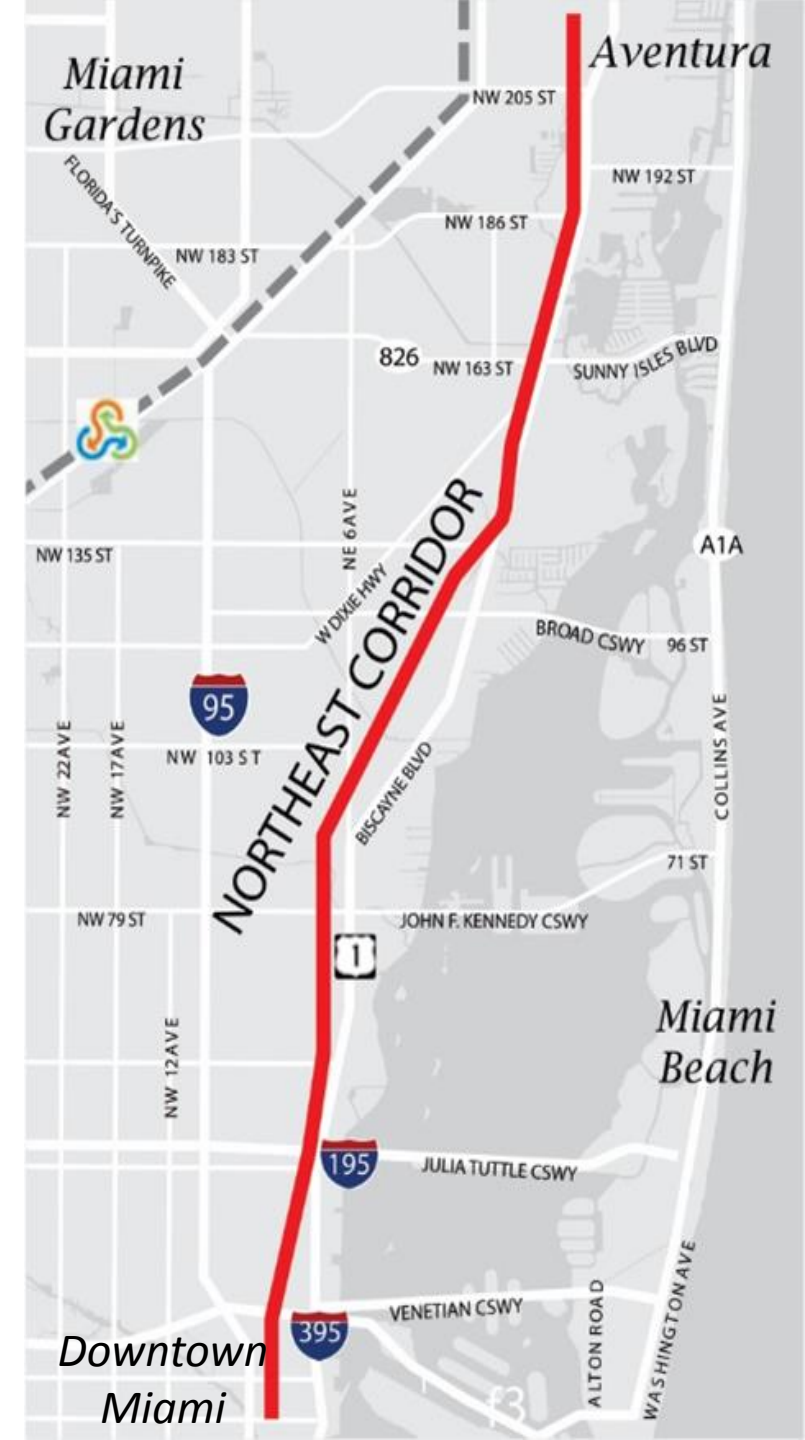 Aventura
Miami
Gardens
NW 205 ST
FLORIDA'S TURNPIKE
NW 192 ST
NW 186 ST
NW 183 ST
826
NW 163 ST
SUNNY ISLES BLVD
NORTHEAST CORRIDOR
NE 6AVE
A1A
NW 135 ST
W DIXIE HWY
BROAD CSWY
96 ST
95
NW 22AVE
NW 17AVE
NW 103 ST
COLLINS AVE
BISCAYNE BLVD
71 ST
NW 79 ST
JOHN F. KENNEDY CSWY
1
Miami
Beach
NW 12AVE
195
JULIA TUTTLE CSWY
VENETIAN CSWY
ALTON ROAD
WASHINGTON AVE
395
Downtown
Miami
f3